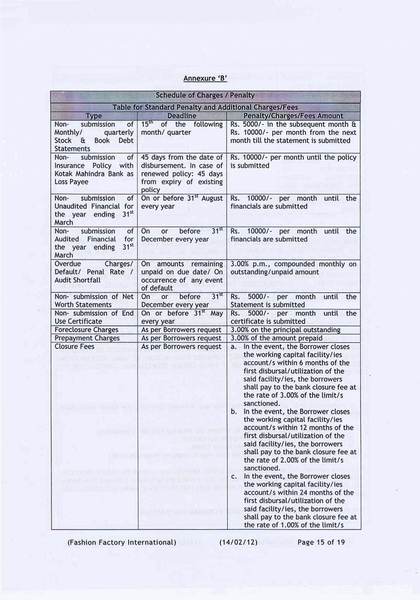 Annexure 'B'
Schedule of Charges / Penalty
Table for Standard Penalty and Additional Charges/Fees
Type Deadline Penalty/Charges/Fees Amount
Non- submission of Monthly/ quarterly Stock & Book Debt Statements
15th of the following month/ quarter
Rs. 5000/- in the subsequent month & Rs. 10000/- per month from the next month till the statement is submitted
Non- submission of Insurance Policy with Kotak Mahindra Bank as Loss Payee
45 days from the date of disbursement. In case of renewed policy: 45 days from expiry of existing policy
Rs. 10000/- per month until the policy is submitted
Non- submission of Unaudited Financial for the year ending 31st March
On or before 31st August every year
Rs. 10000/- per month until the financials are submitted
Non- submission of Audited Financial for the year ending 31st March
On or before 31st December every year
Rs. 10000/- per month until the financials are submitted
Overdue Charges/ Default/ Penal Rate / Audit Shortfall
On amounts remaining unpaid on due date/ On occurrence of any event of default
3.00% p.m., compounded monthly on outstanding/unpaid amount
Non- submission of Net Worth Statements
On or before 31st December every year
Rs. 5000/- per month until the Statement is submitted
Non- submission of End Use Certificate
On or before 31st May every year
Rs. 5000/- per month until the certificate is submitted
Foreclosure Charges As per Borrowers request 3.00% on the principal outstanding
Prepayment Charges As per Borrowers request 3.00% of the amount prepaid
Closure Fees As per Borrowers request
a. In the event, the Borrower closes
the working capital facility/ies
account/s within 6 months of the
first disbursal/utilization of the
said facility/ies, the borrowers
shall pay to the bank closure fee at
the rate of 3.00% of the limit/s
sanctioned.
b. In the event, the Borrower closes
the working capital facility/ies
account/s within 12 months of the
first disbursal/utilization of the
said facility/ies, the borrowers
shall pay to the bank closure fee at
the rate of 2.00% of the limit/s
sanctioned.
c. In the event, the Borrower closes
the working capital facility/ies
account/s within 24 months of the
first disbursal/utilization of the
said facility/ies, the borrowers
shall pay to the bank closure fee at
the rate of 1.00% of the limit/s
(Fashion Factory International) (14/02/12) Page 15 of 19